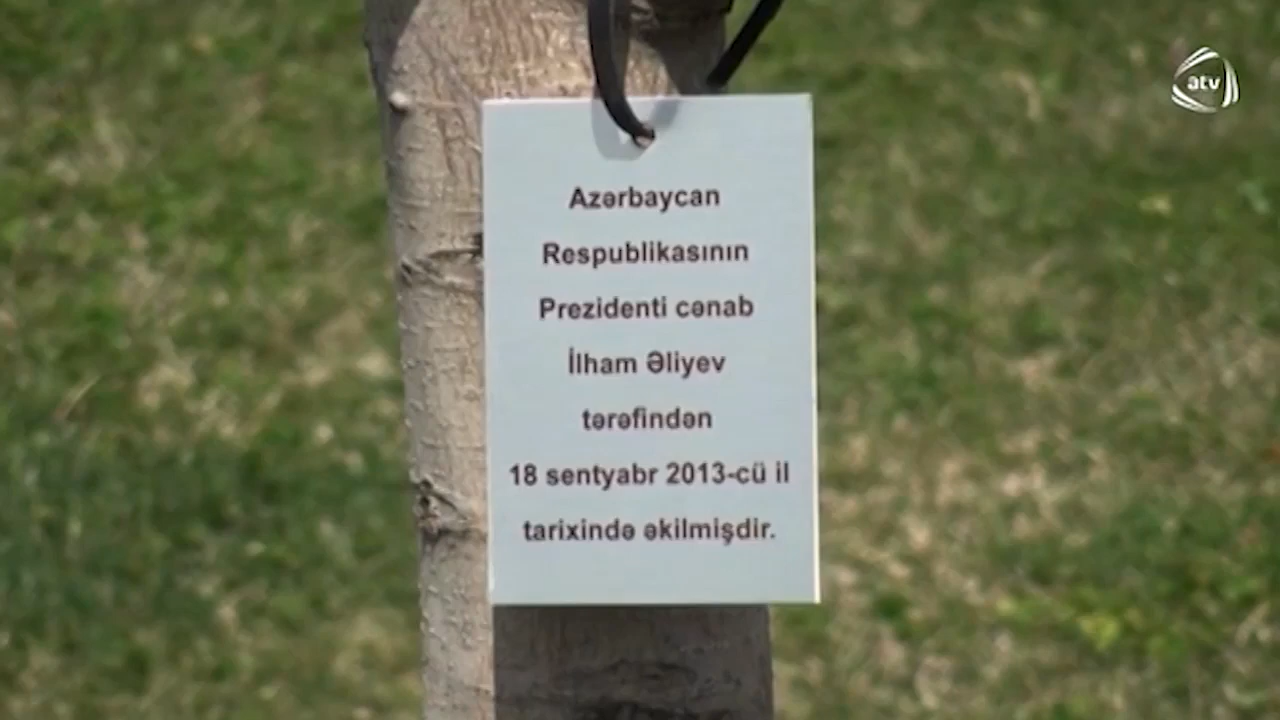 atv
Azərbaycan
Respublikasının
Prezidenti cənab
İlham Əliyev
tərəfindən
18 sentyabr 2013-cü il
tarixində əkilmişdir.